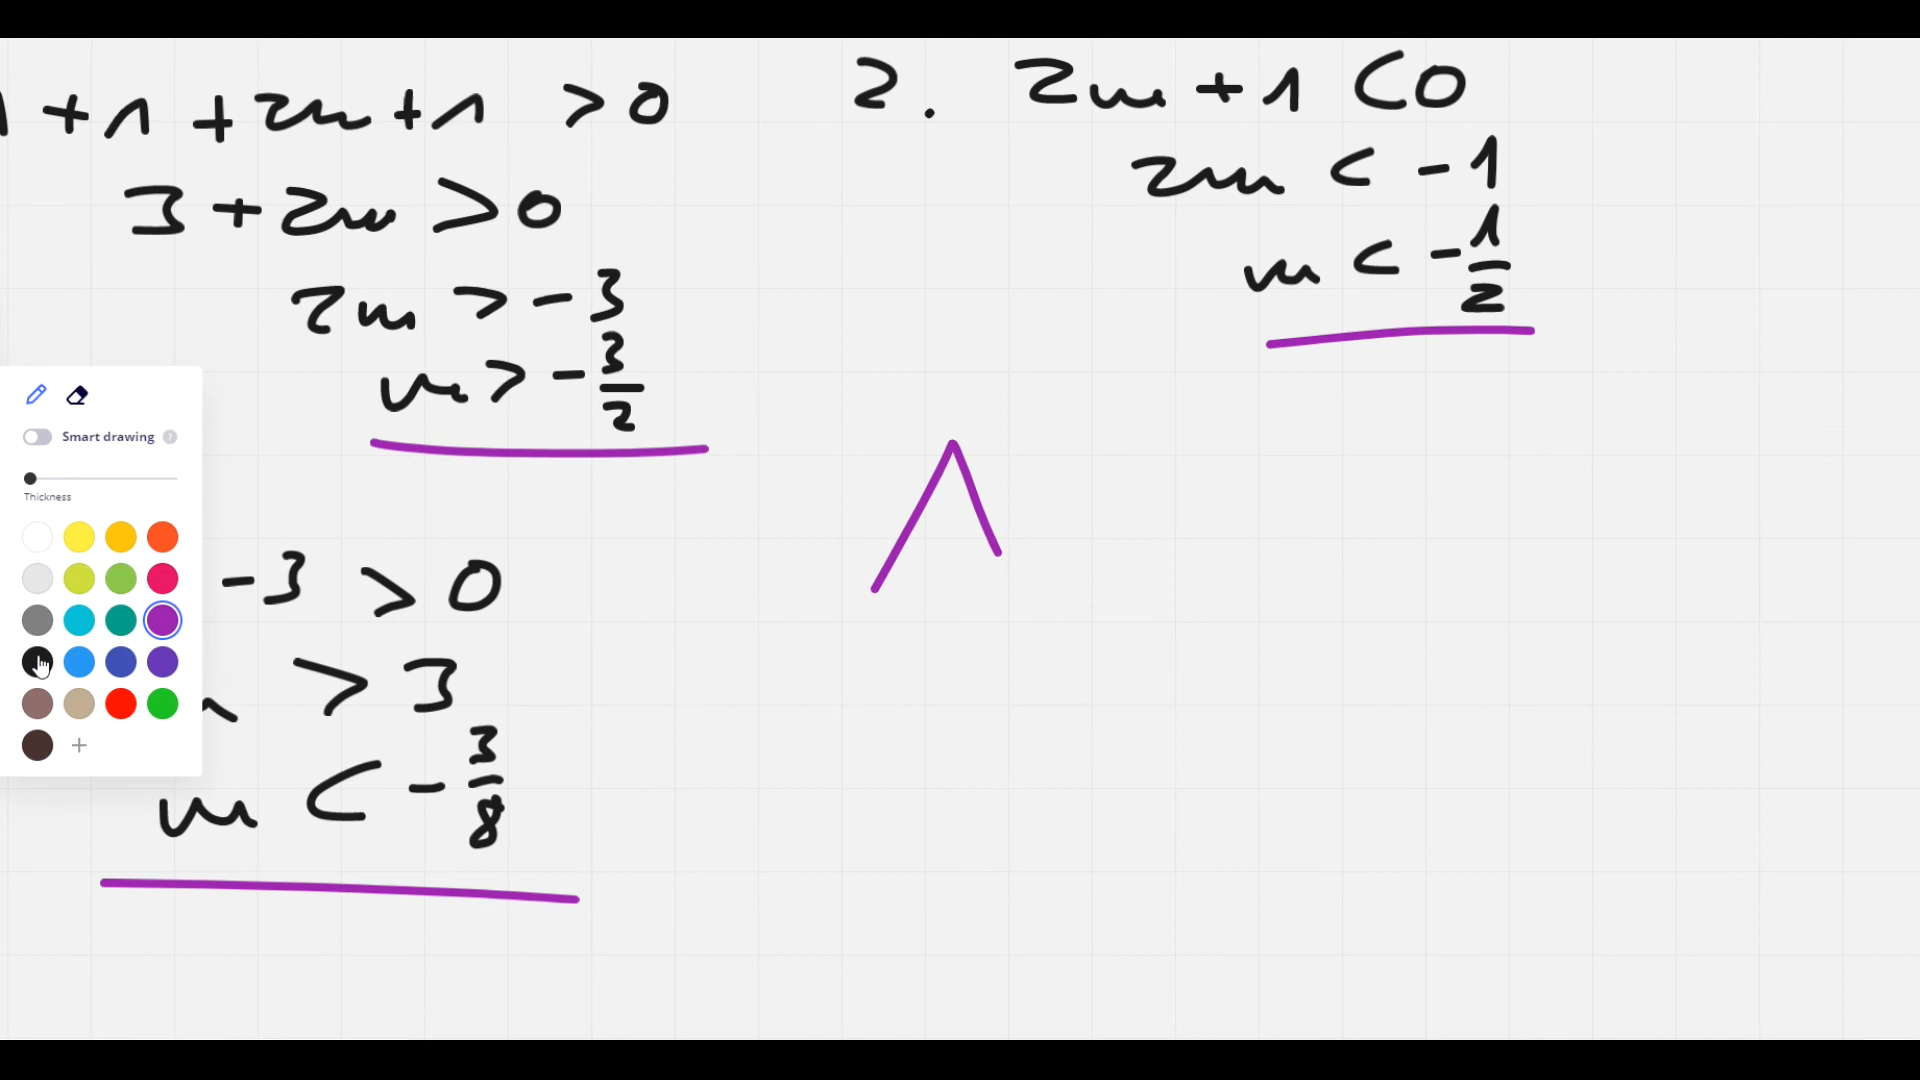 +1 +2m +1 > 0
3 + 2m > 0
2m > -3
m > -3/2
-3 > 0
> 3
m < -3/8
2. 2m + 1 < 0
2m < -1
m < -1/2
∧
Smart drawing ?
Thickness
+